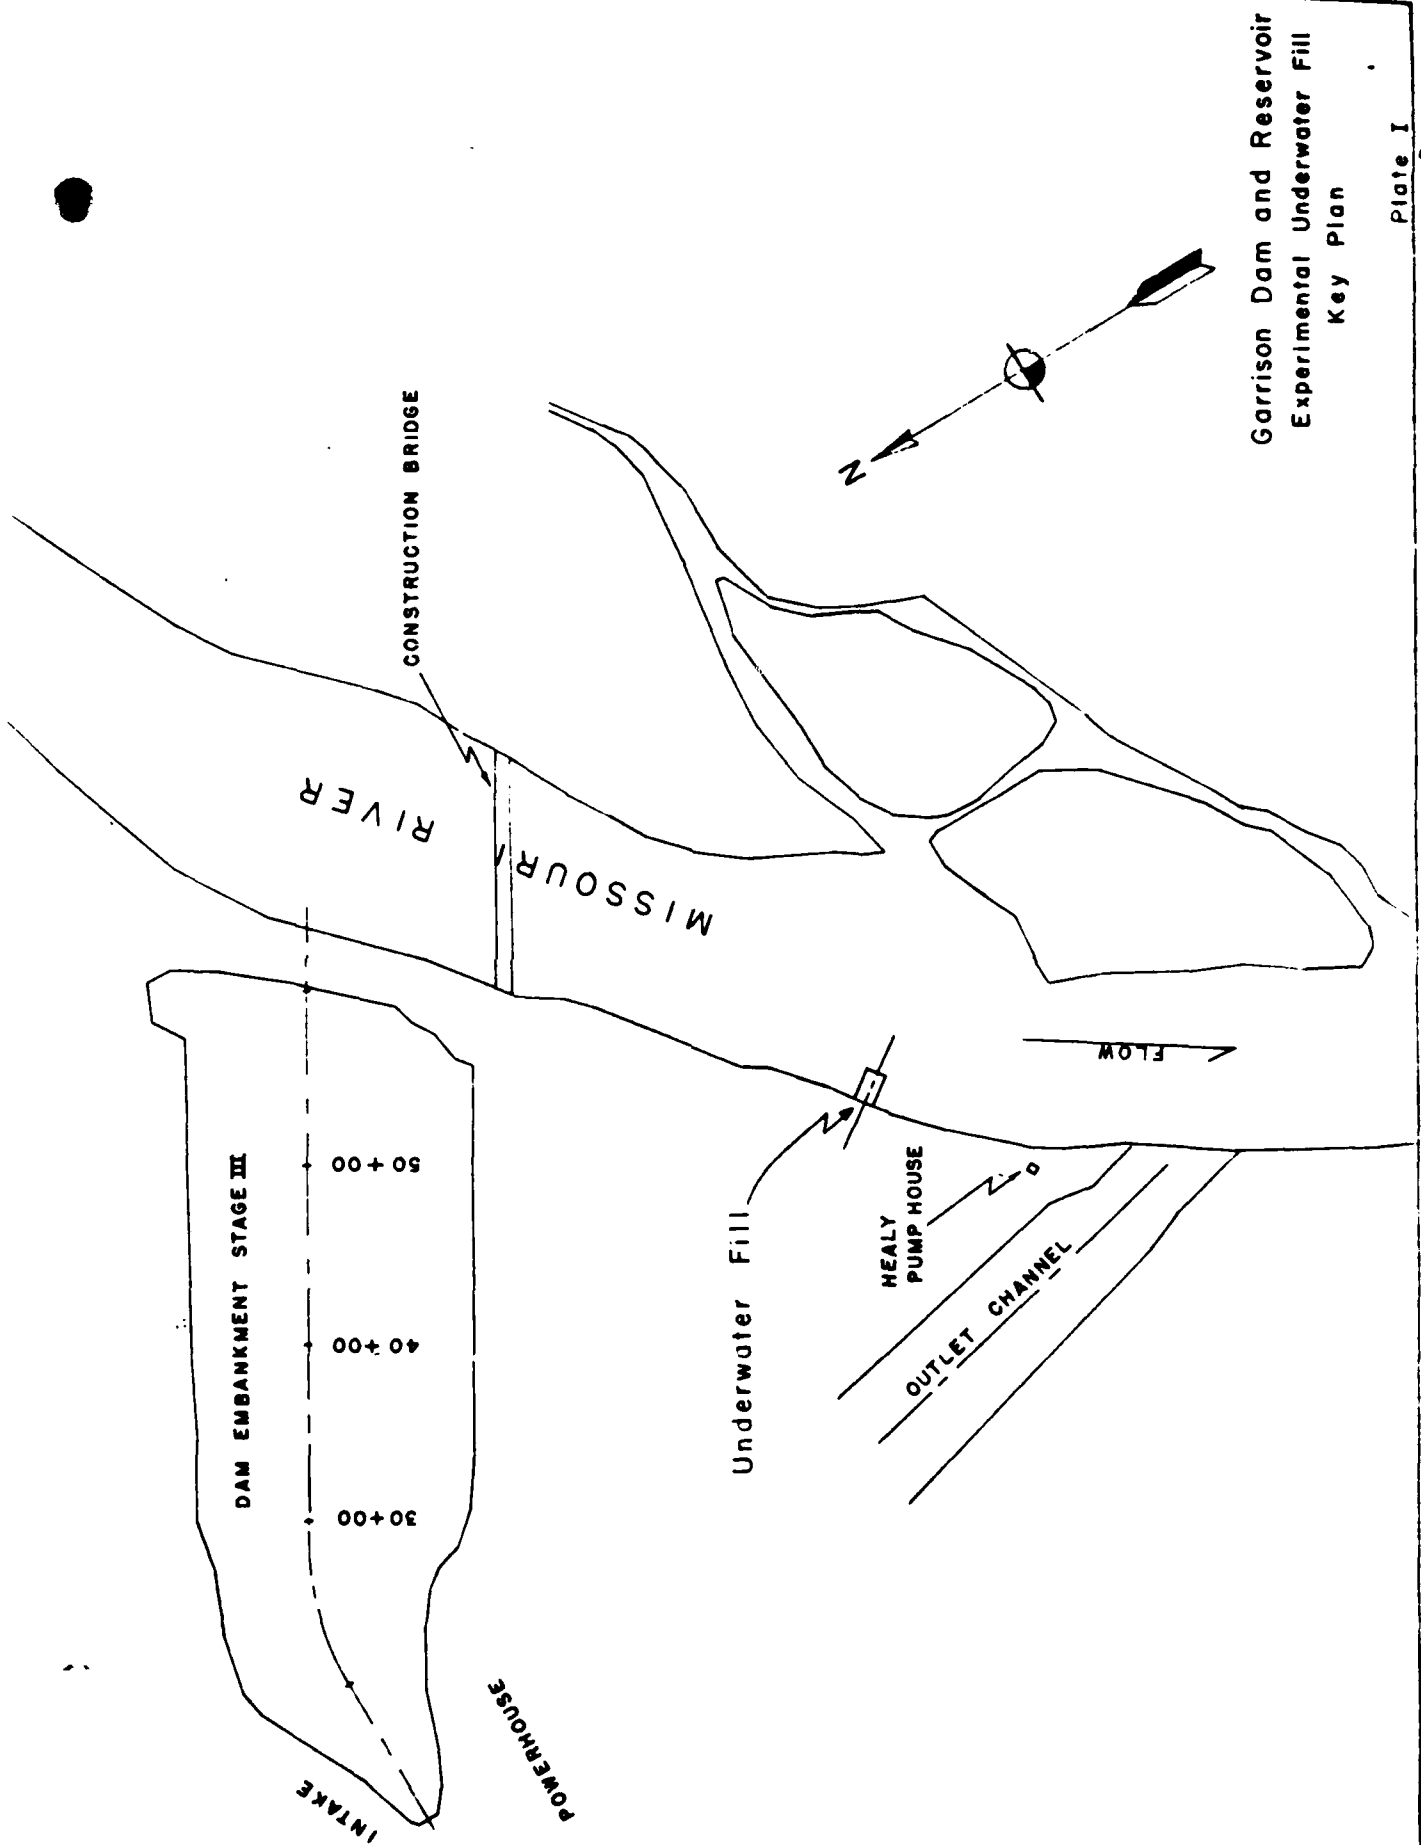 INTAKE
POWERHOUSE
DAM EMBANKMENT STAGE III
30+00
40+00
50+00
MISSOURI RIVER
CONSTRUCTION BRIDGE
Underwater Fill
HEALY
PUMP HOUSE
OUTLET CHANNEL
FLOW
N
Garrison Dam and Reservoir
Experimental Underwater Fill
Key Plan
Plate I